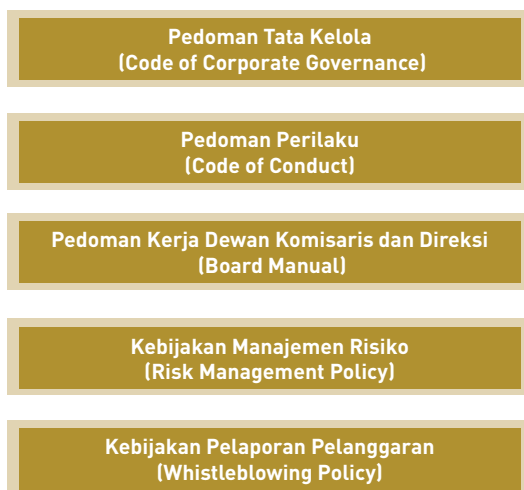 Pedoman Tata Kelola
(Code of Corporate Governance)
Pedoman Perilaku
(Code of Conduct)
Pedoman Kerja Dewan Komisaris dan Direksi
(Board Manual)
Kebijakan Manajemen Risiko
(Risk Management Policy)
Kebijakan Pelaporan Pelanggaran
(Whistleblowing Policy)